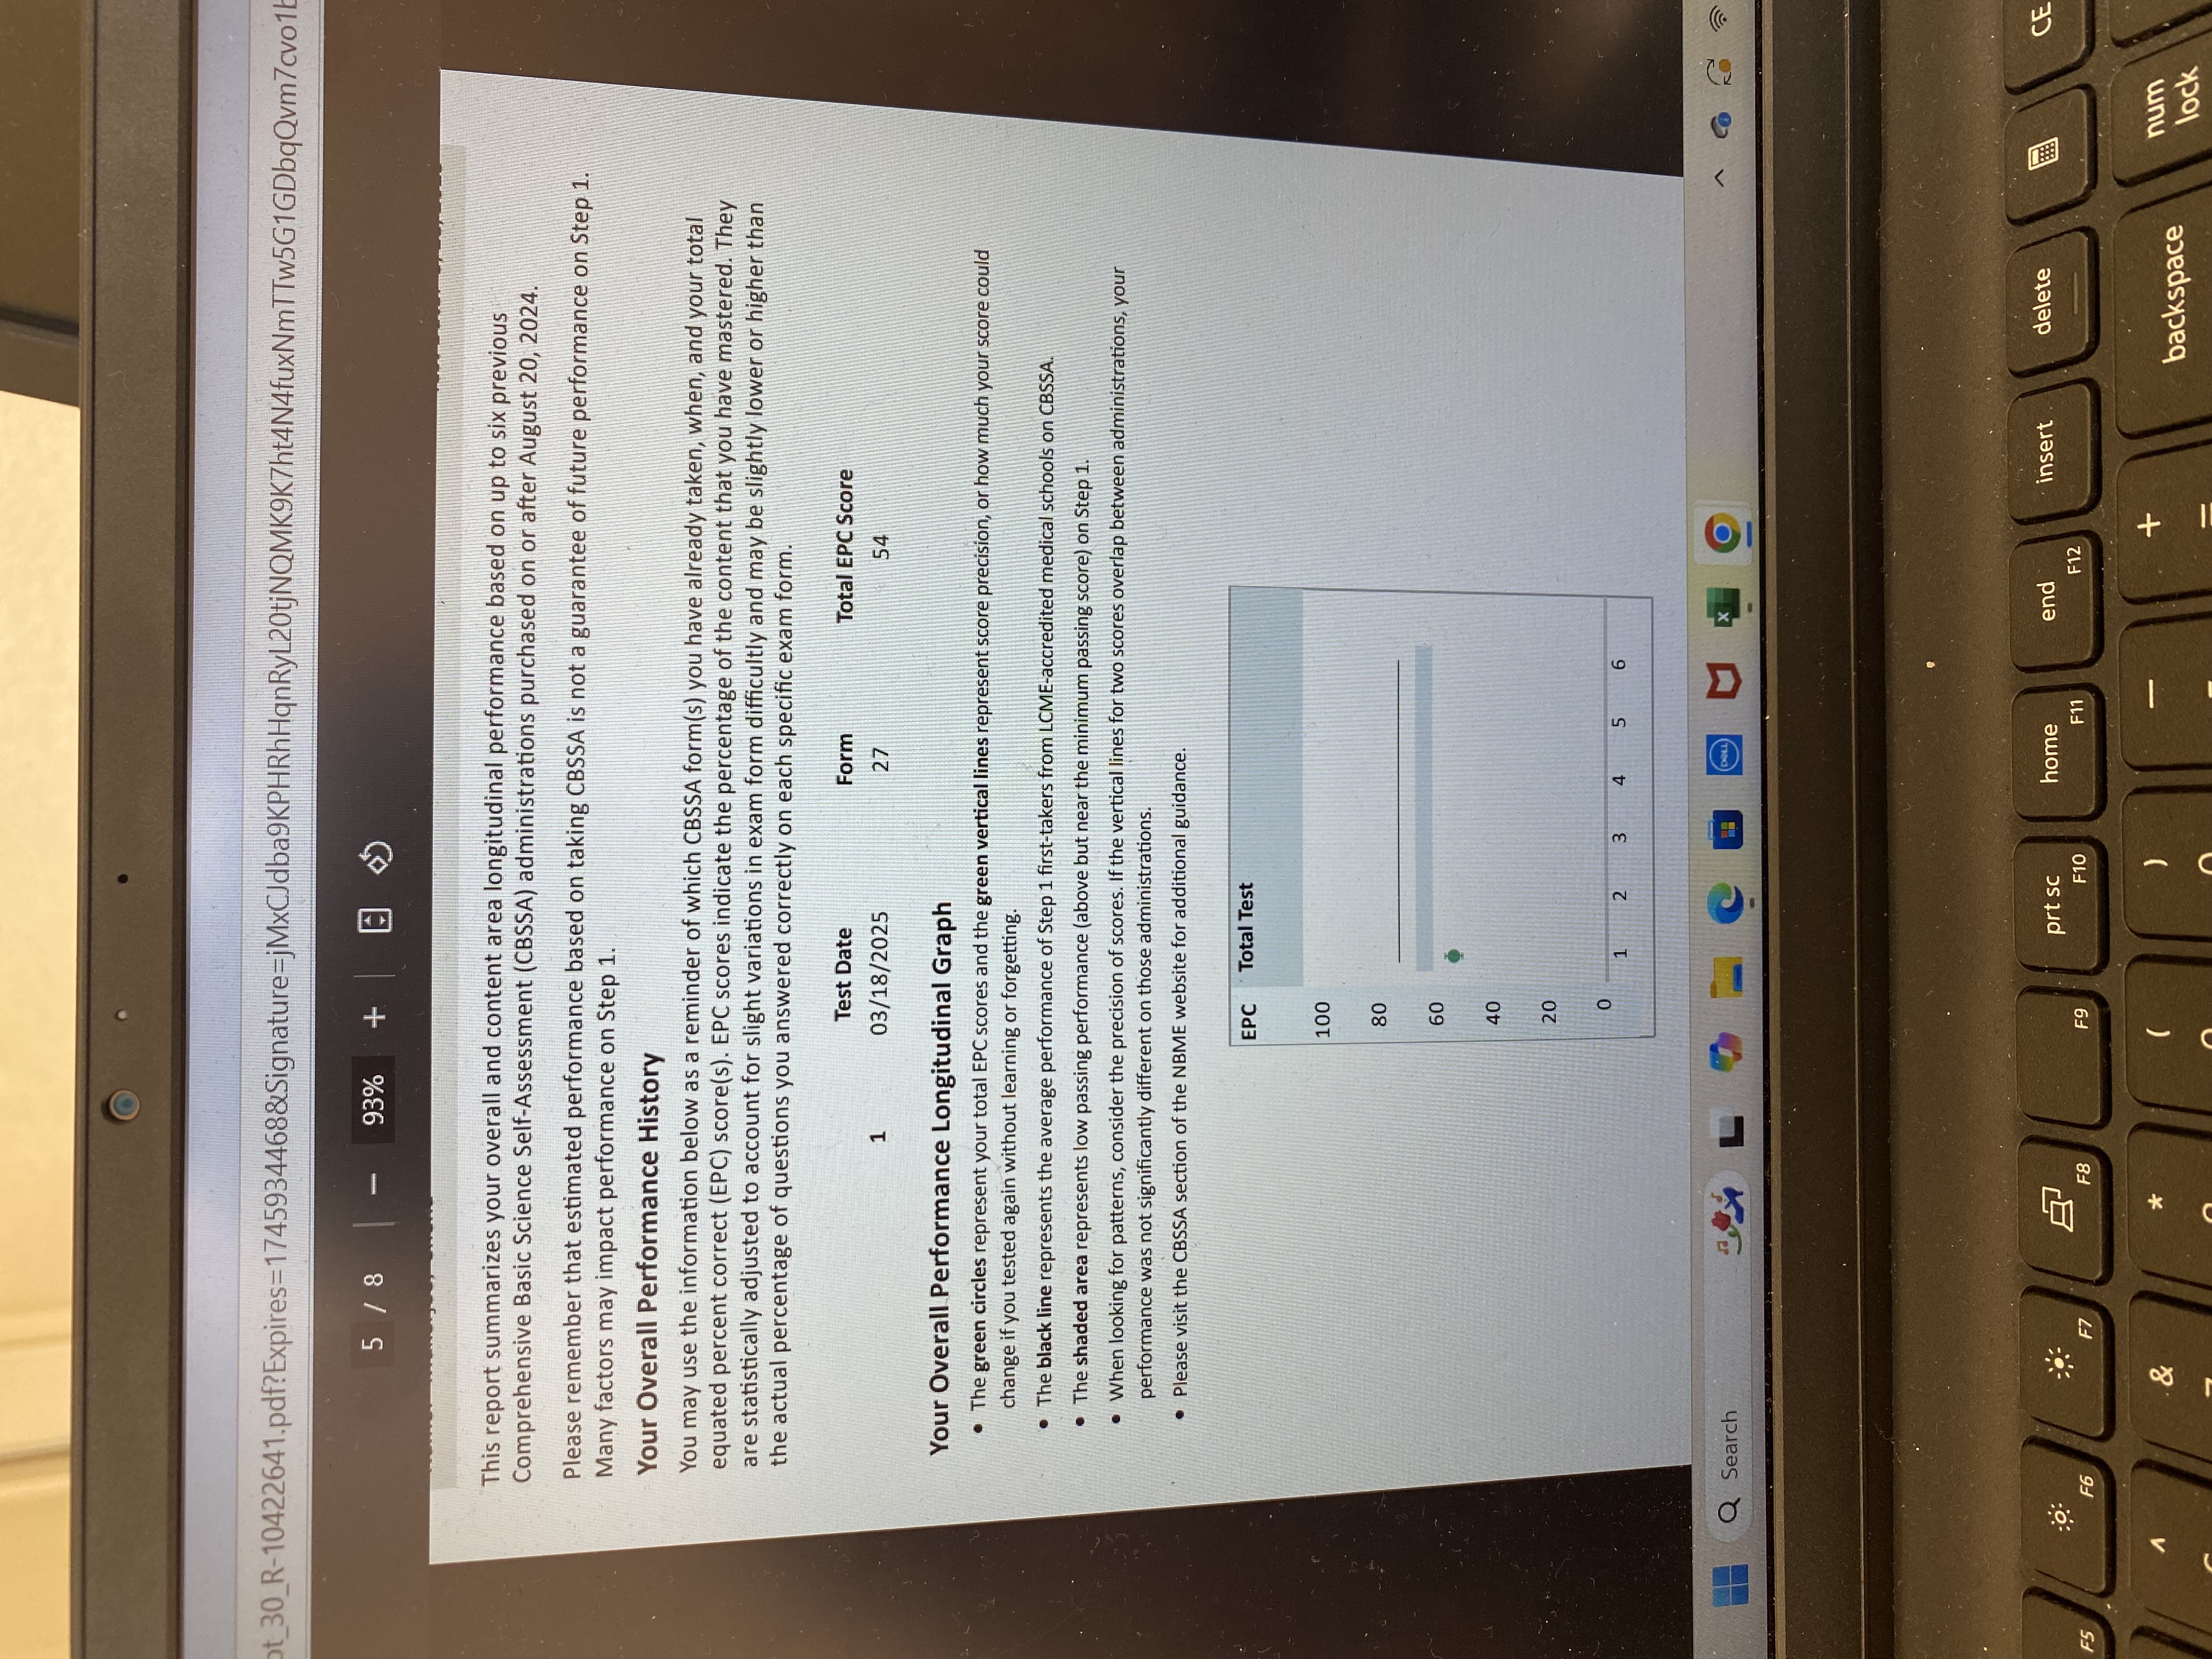 ot_30_R-10422641.pdf?Expires=1745934468&Signature=jMxCJdba9KPHRhHqnRyL20tjNQMK9K7ht4N4fuxNmTTw5G1GDbqQvm7cvo1b
5 / 8 — 93% +
This report summarizes your overall and content area longitudinal performance based on up to six previous
Comprehensive Basic Science Self-Assessment (CBSSA) administrations purchased on or after August 20, 2024.
Please remember that estimated performance based on taking CBSSA is not a guarantee of future performance on Step 1.
Many factors may impact performance on Step 1.
Your Overall Performance History
You may use the information below as a reminder of which CBSSA form(s) you have already taken, when, and your total
equated percent correct (EPC) score(s). EPC scores indicate the percentage of the content that you have mastered. They
are statistically adjusted to account for slight variations in exam form difficultly and may be slightly lower or higher than
the actual percentage of questions you answered correctly on each specific exam form.
Test Date Form Total EPC Score
1 03/18/2025 27 54
Your Overall Performance Longitudinal Graph
• The green circles represent your total EPC scores and the green vertical lines represent score precision, or how much your score could
change if you tested again without learning or forgetting.
• The black line represents the average performance of Step 1 first-takers from LCME-accredited medical schools on CBSSA.
• The shaded area represents low passing performance (above but near the minimum passing score) on Step 1.
• When looking for patterns, consider the precision of scores. If the vertical lines for two scores overlap between administrations, your
performance was not significantly different on those administrations.
• Please visit the CBSSA section of the NBME website for additional guidance.
EPC Total Test
100
80
60
40
20
0
1 2 3 4 5 6
Search
DELL
X
F5 F6 F7 F8 F9 prt sc F10 home F11 end F12 insert delete CE
^ & * ( ) — + = backspace num
lock